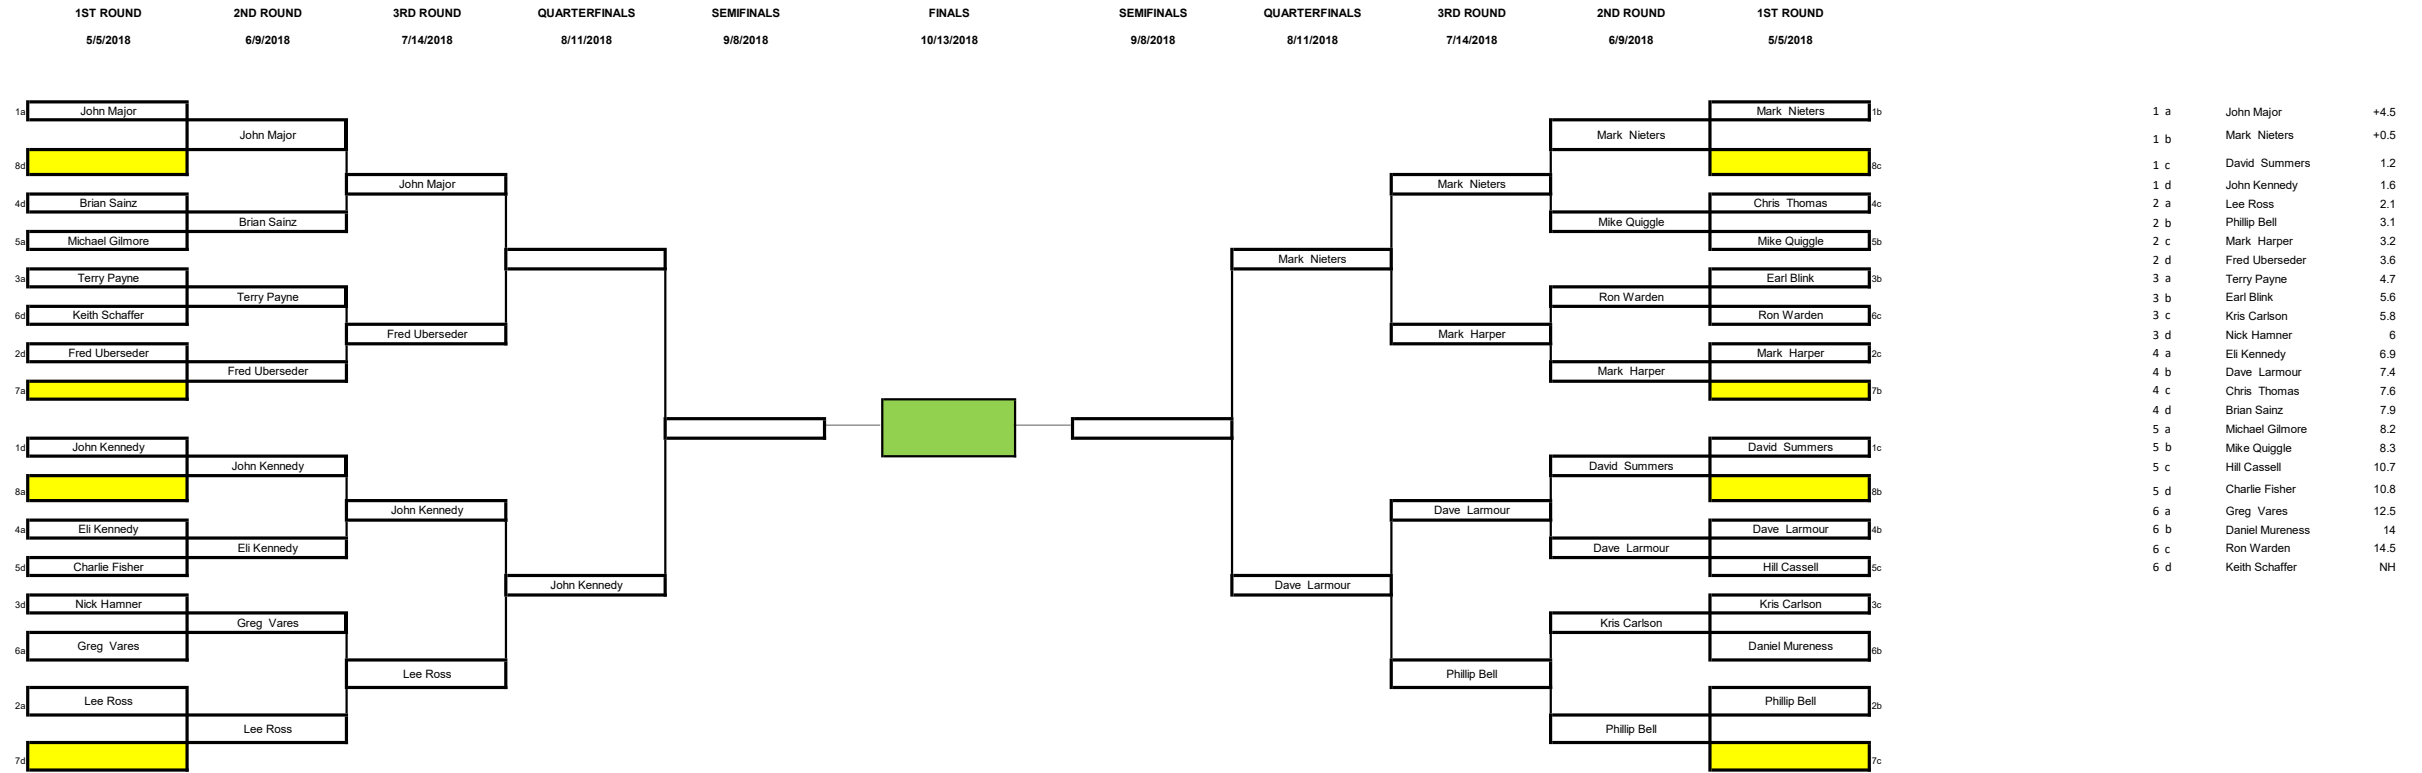 1ST ROUND 2ND ROUND 3RD ROUND QUARTERFINALS SEMIFINALS FINALS SEMIFINALS QUARTERFINALS 3RD ROUND 2ND ROUND 1ST ROUND
5/5/2018 6/9/2018 7/14/2018 8/11/2018 9/8/2018 10/13/2018 9/8/2018 8/11/2018 7/14/2018 6/9/2018 5/5/2018
1a John Major Mark Nieters 1b 1 a John Major +4.5
John Major Mark Nieters 1 b Mark Nieters +0.5
8d 8c 1 c David Summers 1.2
John Major Mark Nieters 1 d John Kennedy 1.6
4d Brian Sainz Chris Thomas 4c 2 a Lee Ross 2.1
Brian Sainz Mike Quiggle 2 b Phillip Bell 3.1
5a Michael Gilmore Mike Quiggle 5b 2 c Mark Harper 3.2
Mark Nieters 2 d Fred Uberseder 3.6
3a Terry Payne Earl Blink 3b 3 a Terry Payne 4.7
Terry Payne Ron Warden 3 b Earl Blink 5.6
6d Keith Schaffer Ron Warden 6c 3 c Kris Carlson 5.8
Fred Uberseder Mark Harper 3 d Nick Hamner 6
2d Fred Uberseder Mark Harper 2c 4 a Eli Kennedy 6.9
Fred Uberseder Mark Harper 4 b Dave Larmour 7.4
7a 7b 4 c Chris Thomas 7.6
4 d Brian Sainz 7.9
5 a Michael Gilmore 8.2
1d John Kennedy David Summers 1c 5 b Mike Quiggle 8.3
John Kennedy David Summers 5 c Hill Cassell 10.7
8a 8b 5 d Charlie Fisher 10.8
John Kennedy Dave Larmour 6 a Greg Vares 12.5
4a Eli Kennedy Dave Larmour 4b 6 b Daniel Mureness 14
Eli Kennedy Dave Larmour 6 c Ron Warden 14.5
5d Charlie Fisher Hill Cassell 5c 6 d Keith Schaffer NH
John Kennedy Dave Larmour
3d Nick Hamner Kris Carlson 3c
Greg Vares Kris Carlson
6a Greg Vares Daniel Mureness 6b
Lee Ross Phillip Bell
2a Lee Ross Phillip Bell 2b
Lee Ross Phillip Bell
7d 7c